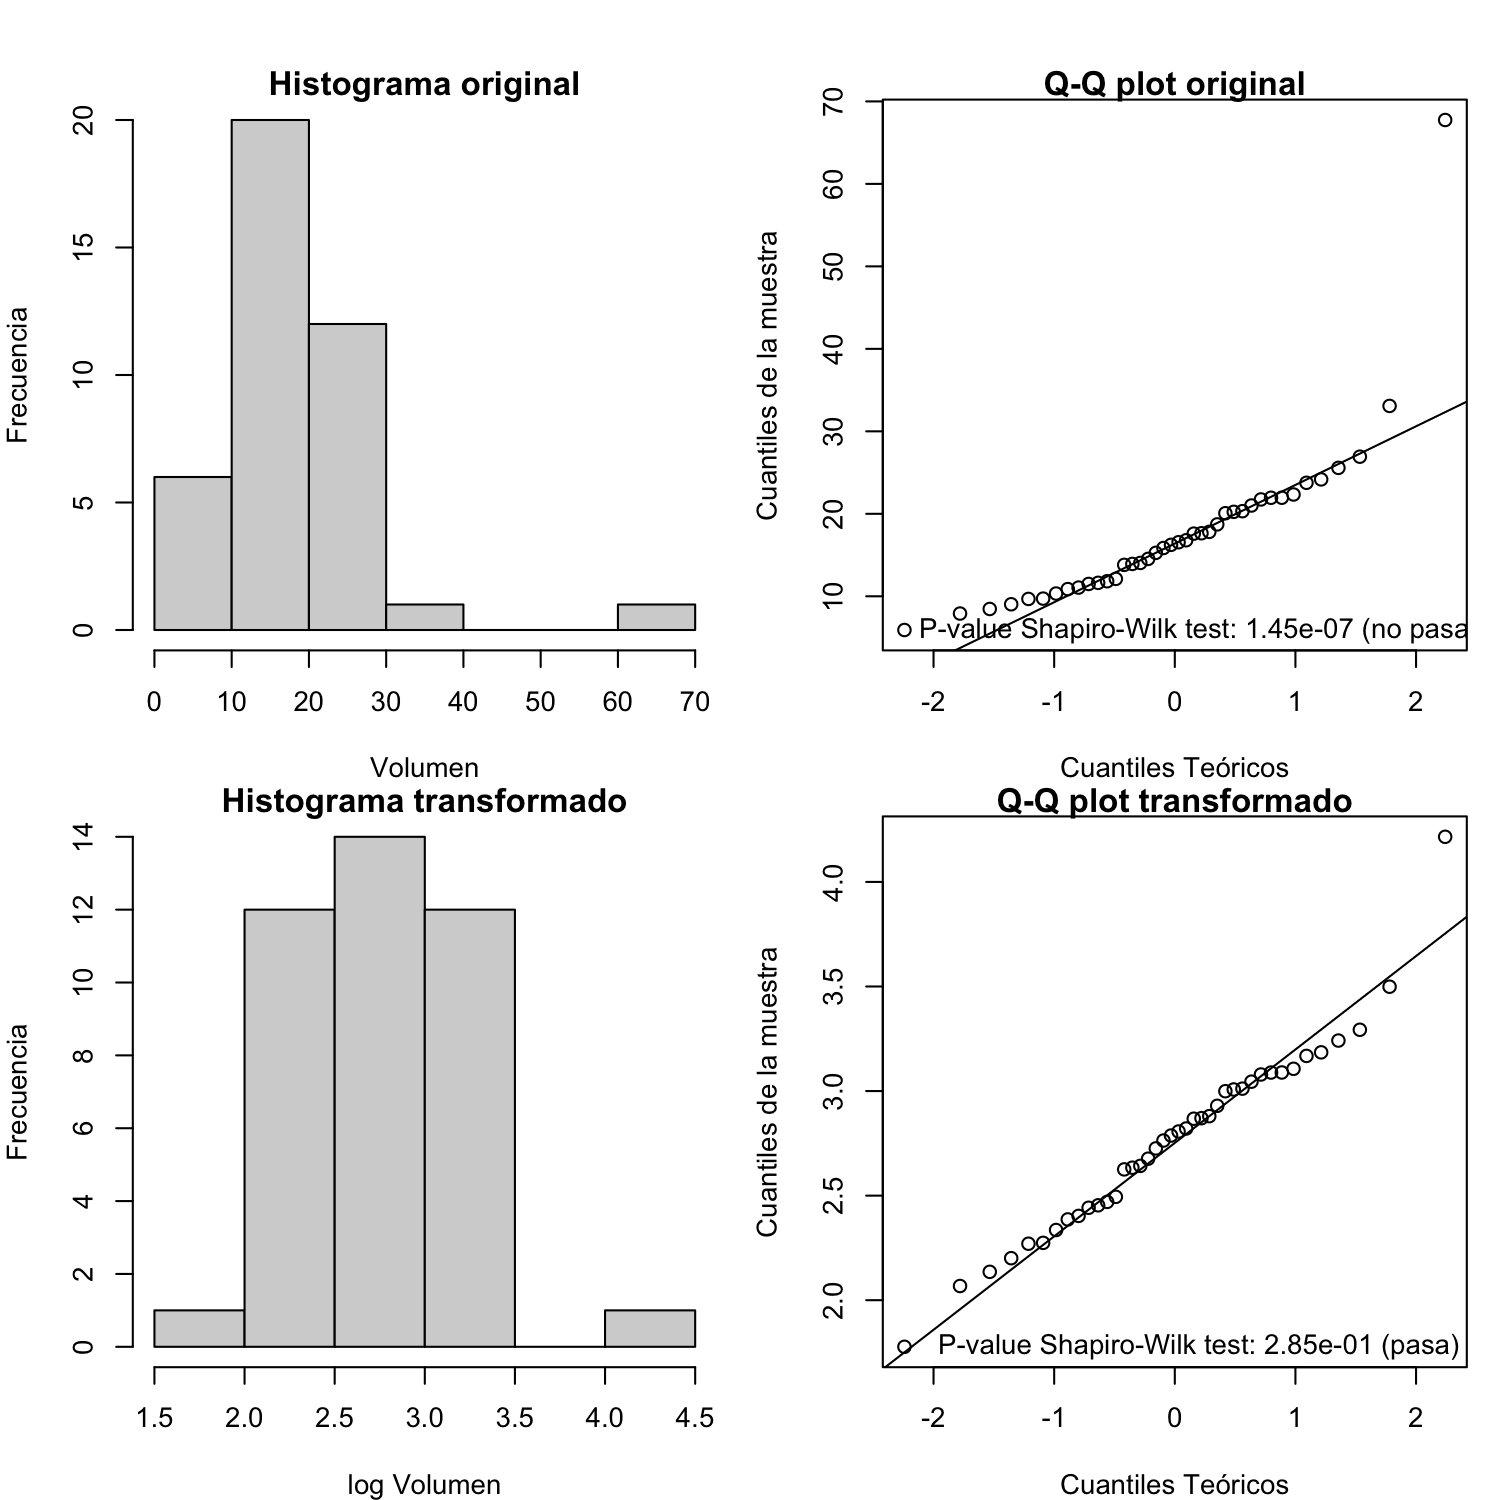 Histograma original
Frecuencia
20
15
10
5
0
0 10 20 30 40 50 60 70
Volumen
Q-Q plot original
Cuantiles de la muestra
70
60
50
40
30
20
10
P-value Shapiro-Wilk test: 1.45e-07 (no pasa
-2 -1 0 1 2
Cuantiles Teóricos
Histograma transformado
Frecuencia
14
12
10
8
6
4
2
0
1.5 2.0 2.5 3.0 3.5 4.0 4.5
log Volumen
Q-Q plot transformado
Cuantiles de la muestra
4.0
3.5
3.0
2.5
2.0
P-value Shapiro-Wilk test: 2.85e-01 (pasa)
-2 -1 0 1 2
Cuantiles Teóricos